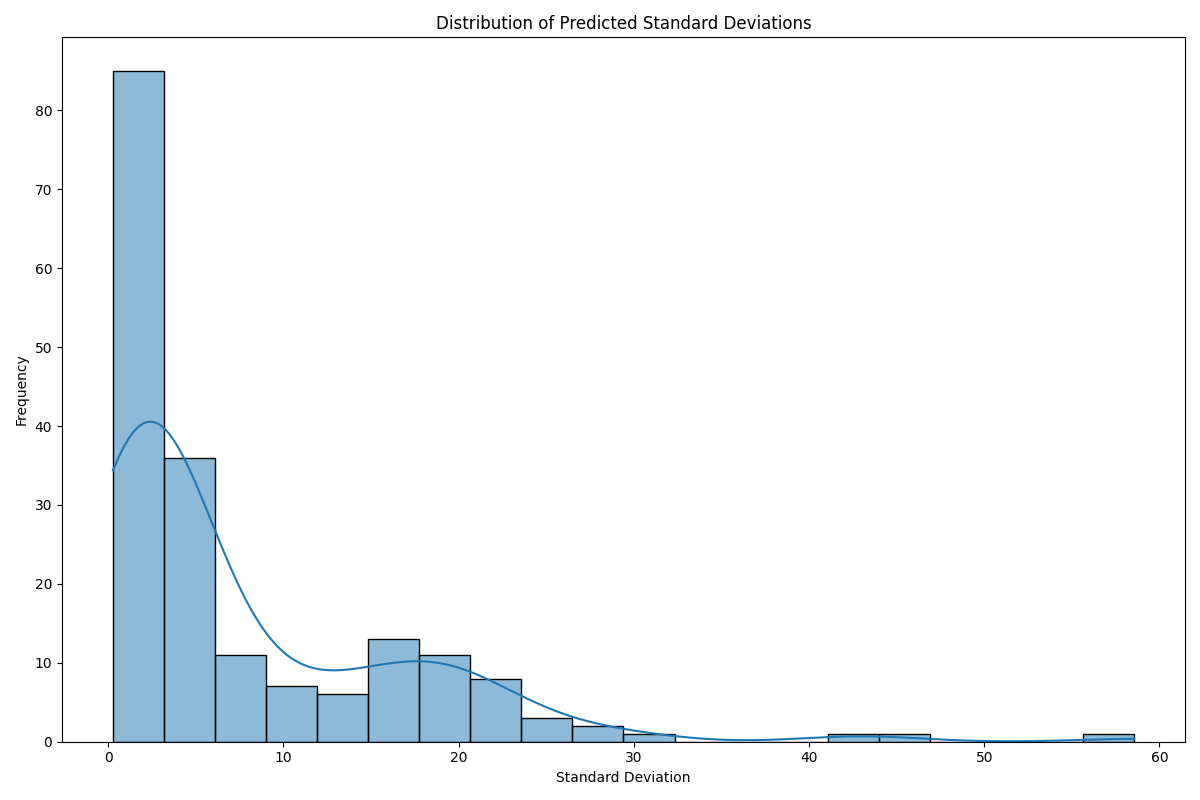 Distribution of Predicted Standard Deviations
80
70
60
50
40
30
20
10
0
Frequency
0 10 20 30 40 50 60
Standard Deviation